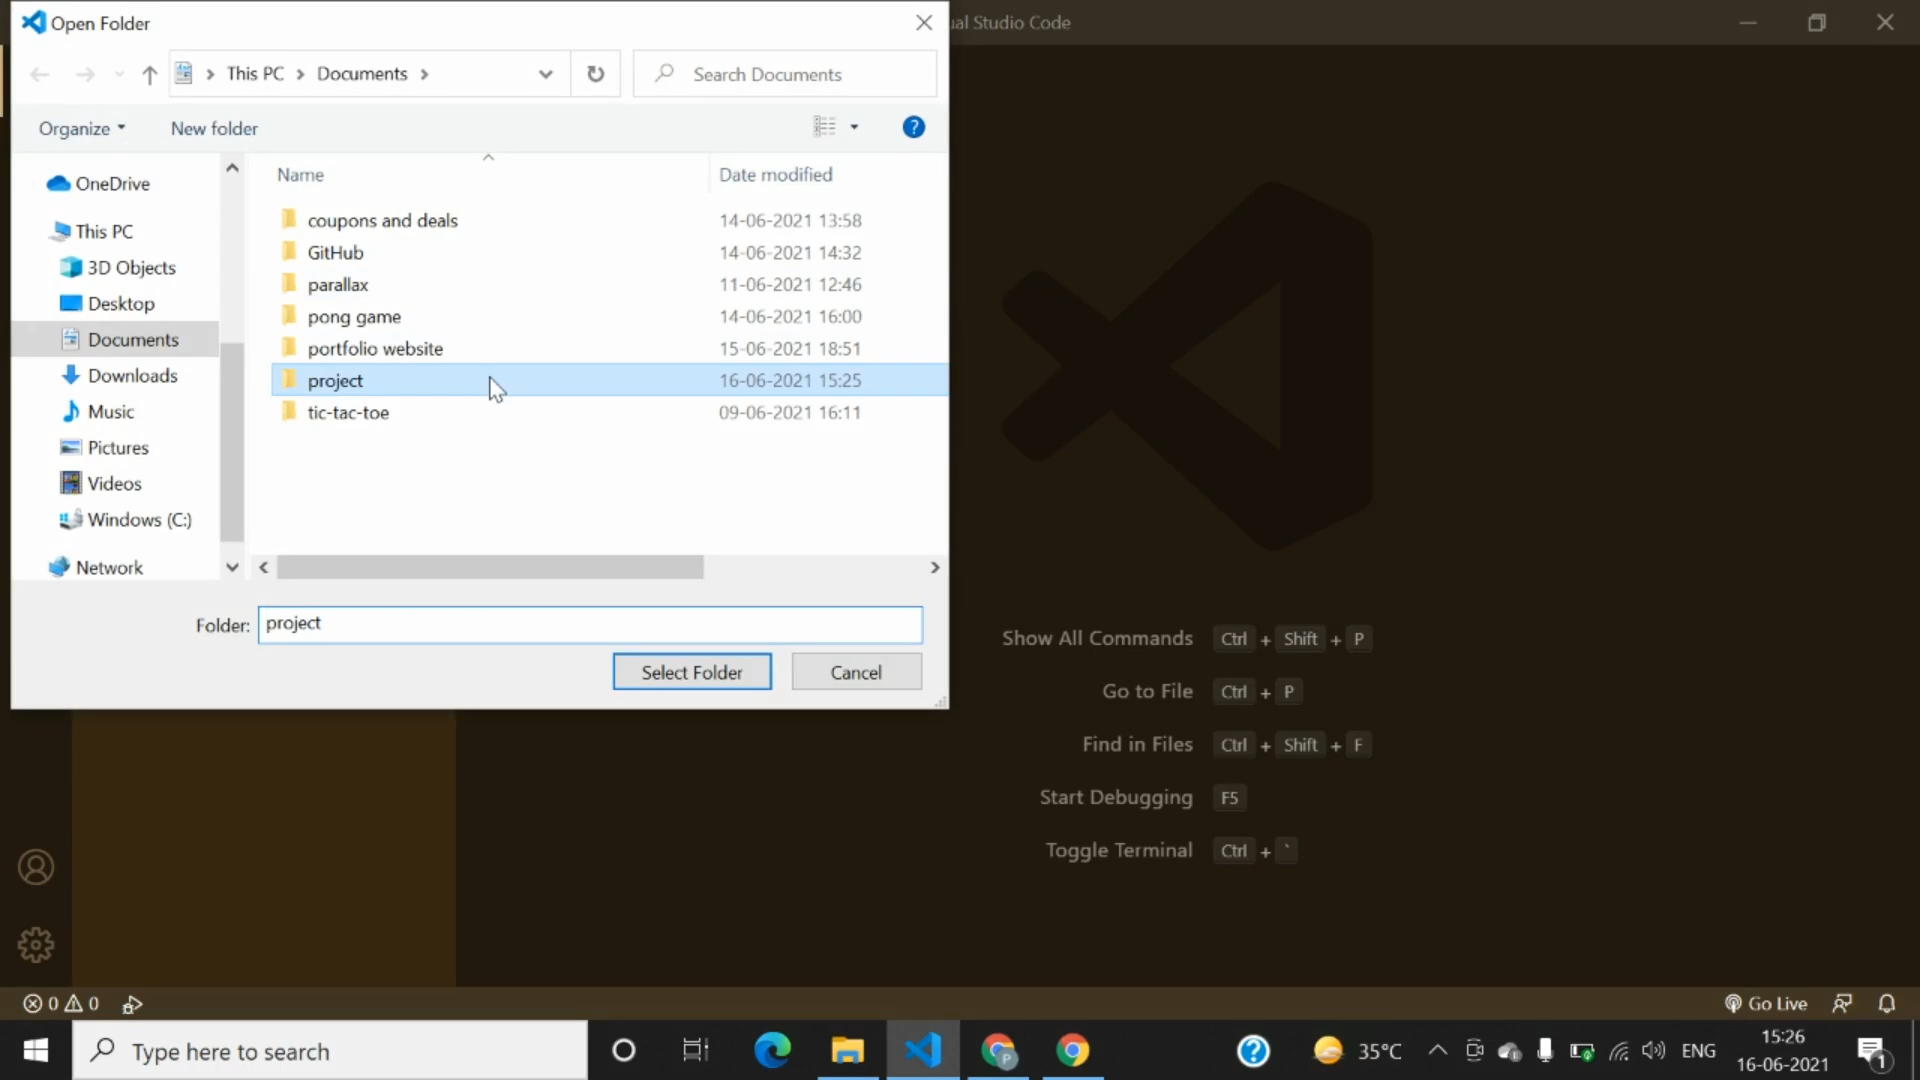 Open Folder
ual Studio Code
This PC
Documents
Search Documents
Organize
New folder
?
Name
Date modified
OneDrive
This PC
3D Objects
Desktop
Documents
Downloads
Music
Pictures
Videos
Windows (C:)
Network
coupons and deals 14-06-2021 13:58
GitHub 14-06-2021 14:32
parallax 11-06-2021 12:46
pong game 14-06-2021 16:00
portfolio website 15-06-2021 18:51
project 16-06-2021 15:25
tic-tac-toe 09-06-2021 16:11
Folder: project
Select Folder
Cancel
Show All Commands Ctrl + Shift + P
Go to File Ctrl + P
Find in Files Ctrl + Shift + F
Start Debugging F5
Toggle Terminal Ctrl + `
0 0
Go Live
Type here to search
P
?
35°C
ENG
15:26
16-06-2021
1